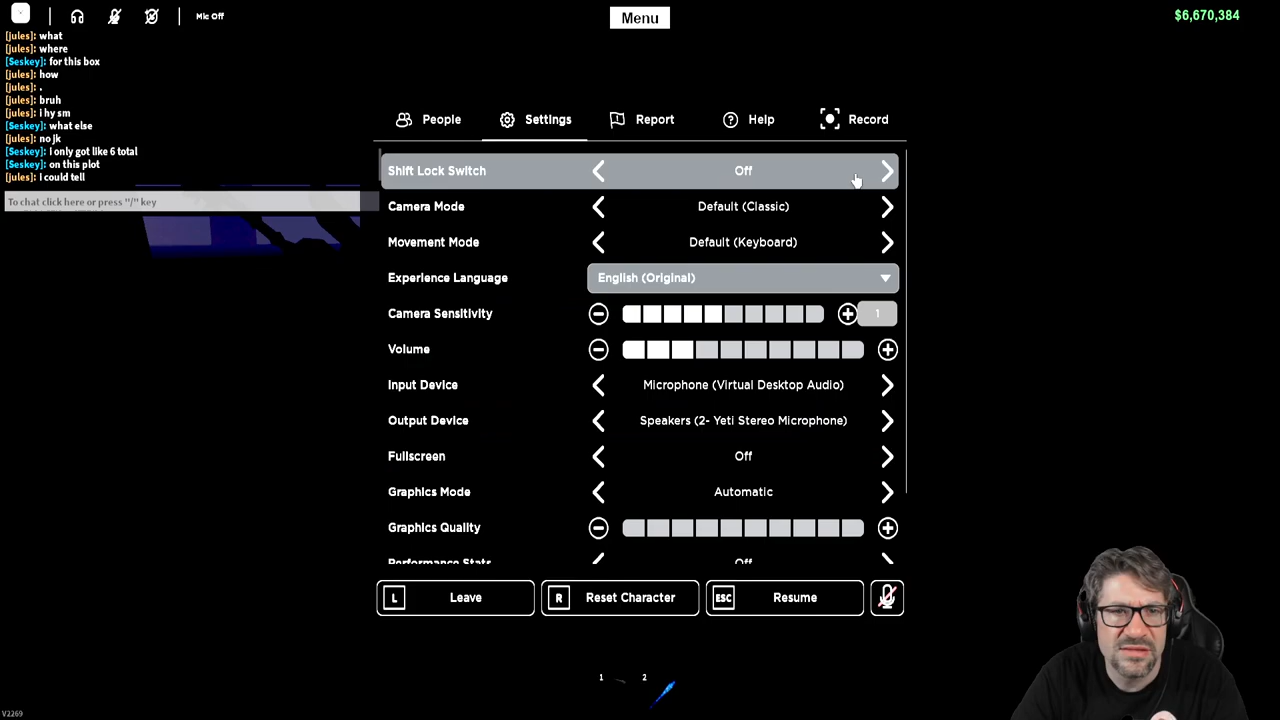 Mic Off
Menu
$6,670,384
[jules]: what
[jules]: where
[Seskey]: for this box
[jules]: how
[jules]: .
[jules]: bruh
[jules]: i hy sm
[Seskey]: what else
[jules]: no jk
[Seskey]: I only got like 6 total
[Seskey]: on this plot
[jules]: I could tell
To chat click here or press "/" key
People
Settings
Report
Help
Record
Shift Lock Switch
Off
Camera Mode
Default (Classic)
Movement Mode
Default (Keyboard)
Experience Language
English (Original)
Camera Sensitivity
1
Volume
Input Device
Microphone (Virtual Desktop Audio)
Output Device
Speakers (2- Yeti Stereo Microphone)
Fullscreen
Off
Graphics Mode
Automatic
Graphics Quality
Performance Stats
Off
L Leave
R Reset Character
ESC Resume
1
2
V2269